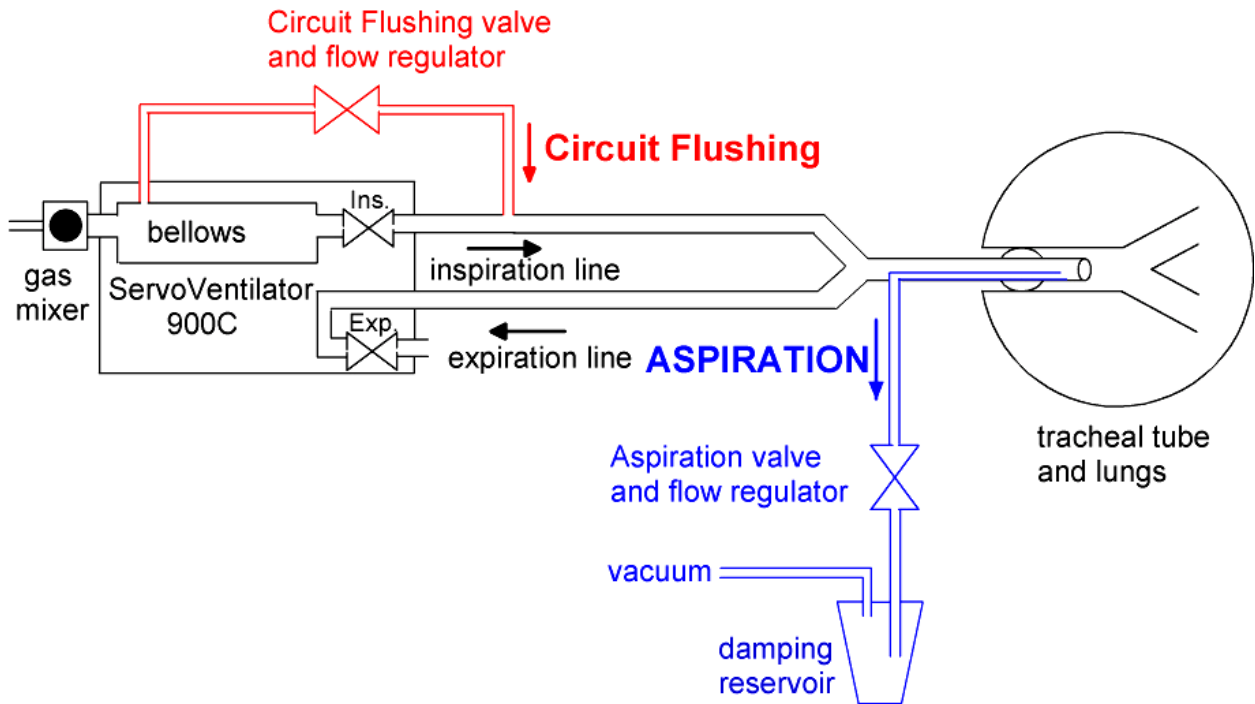 Circuit Flushing valve
and flow regulator
Circuit Flushing
Ins.
bellows
inspiration line
gas
mixer
ServoVentilator
900C
Exp.
expiration line
ASPIRATION
tracheal tube
and lungs
Aspiration valve
and flow regulator
vacuum
damping
reservoir